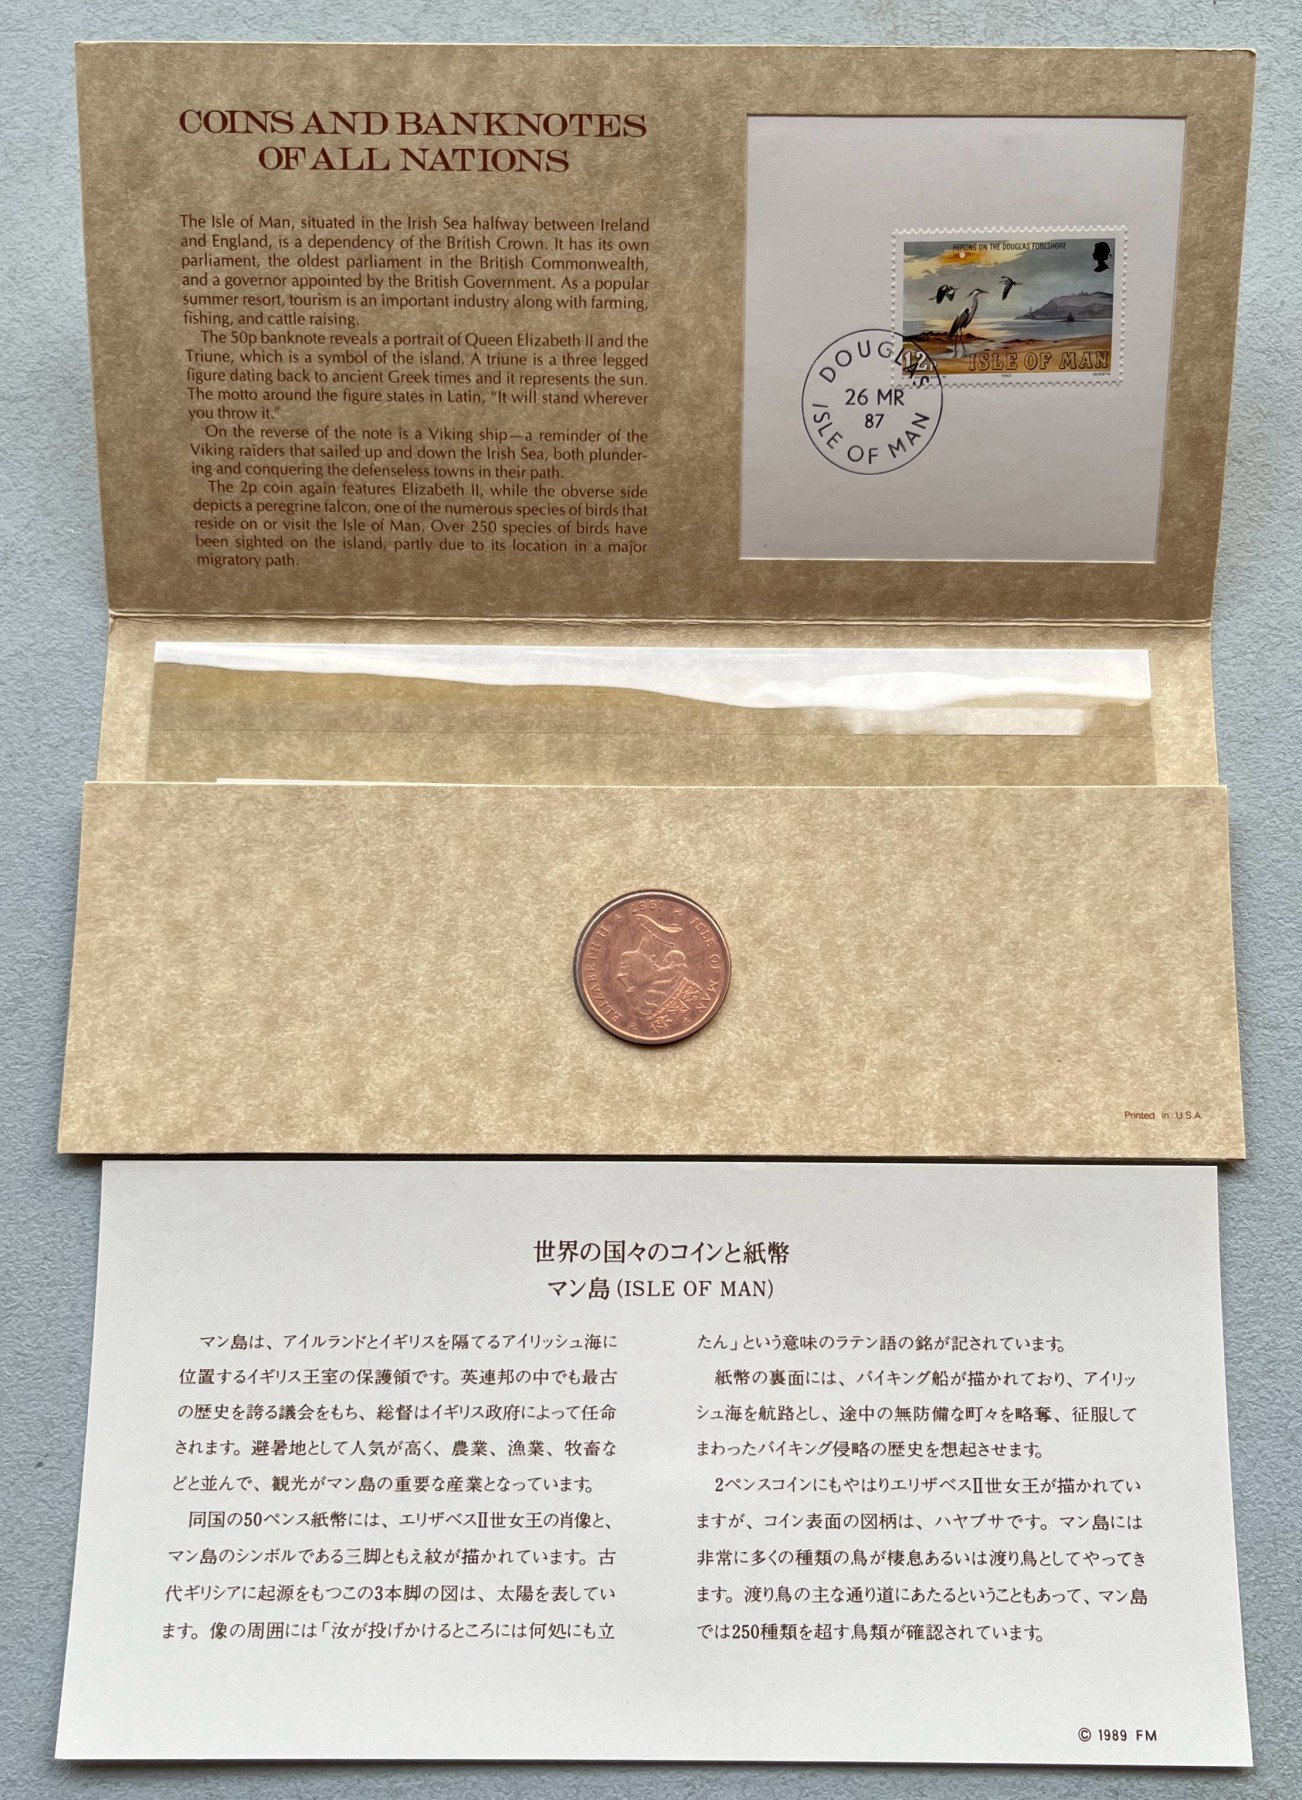 COINS AND BANKNOTES
OF ALL NATIONS
The Isle of Man, situated in the Irish Sea halfway between Ireland
and England, is a dependency of the British Crown. It has its own
parliament, the oldest parliament in the British Commonwealth,
and a governor appointed by the British Government. As a popular
summer resort, tourism is an important industry along with farming,
fishing, and cattle raising.
The 50p banknote reveals a portrait of Queen Elizabeth II and the
Triune, which is a symbol of the island. A triune is a three legged
figure dating back to ancient Greek times and it represents the sun.
The motto around the figure states in Latin, "It will stand wherever
you throw it."
On the reverse of the note is a Viking ship—a reminder of the
Viking raiders that sailed up and down the Irish Sea, both plunder-
ing and conquering the defenseless towns in their path.
The 2p coin again features Elizabeth II, while the obverse side
depicts a peregrine falcon, one of the numerous species of birds that
reside on or visit the Isle of Man. Over 250 species of birds have
been sighted on the island, partly due to its location in a major
migratory path.
HERONS ON THE DOUGLAS FORESHORE
12p
ISLE OF MAN
DOUGLAS
26 MR
87
ISLE OF MAN
ISLE OF MAN
ELIZABETH II
Printed in U.S.A.
世界の国々のコインと紙幣
マン島 (ISLE OF MAN)
マン島は、アイルランドとイギリスを隔てるアイリッシュ海に
位置するイギリス王室の保護領です。英連邦の中でも最古
の歴史を誇る議会をもち、総督はイギリス政府によって任命
されます。避暑地として人気が高く、農業、漁業、牧畜な
どと並んで、観光がマン島の重要な産業となっています。
同国の50ペンス紙幣には、エリザベスⅡ世女王の肖像と、
マン島のシンボルである三脚ともえ紋が描かれています。古
代ギリシアに起源をもつこの3本脚の図は、太陽を表してい
ます。像の周囲には「汝が投げかけるところには何処にも立
たん」という意味のラテン語の銘が記されています。
紙幣の裏面には、バイキング船が描かれており、アイリッ
シュ海を航路とし、途中の無防備な町々を略奪、征服して
まわったバイキング侵略の歴史を想起させます。
2ペンスコインにもやはりエリザベスⅡ世女王が描かれてい
ますが、コイン表面の図柄は、ハヤブサです。マン島には
非常に多くの種類の鳥が棲息あるいは渡り鳥としてやってき
ます。渡り鳥の主な通り道にあたるということもあって、マン島
では250種類を超す鳥類が確認されています。
© 1989 FM